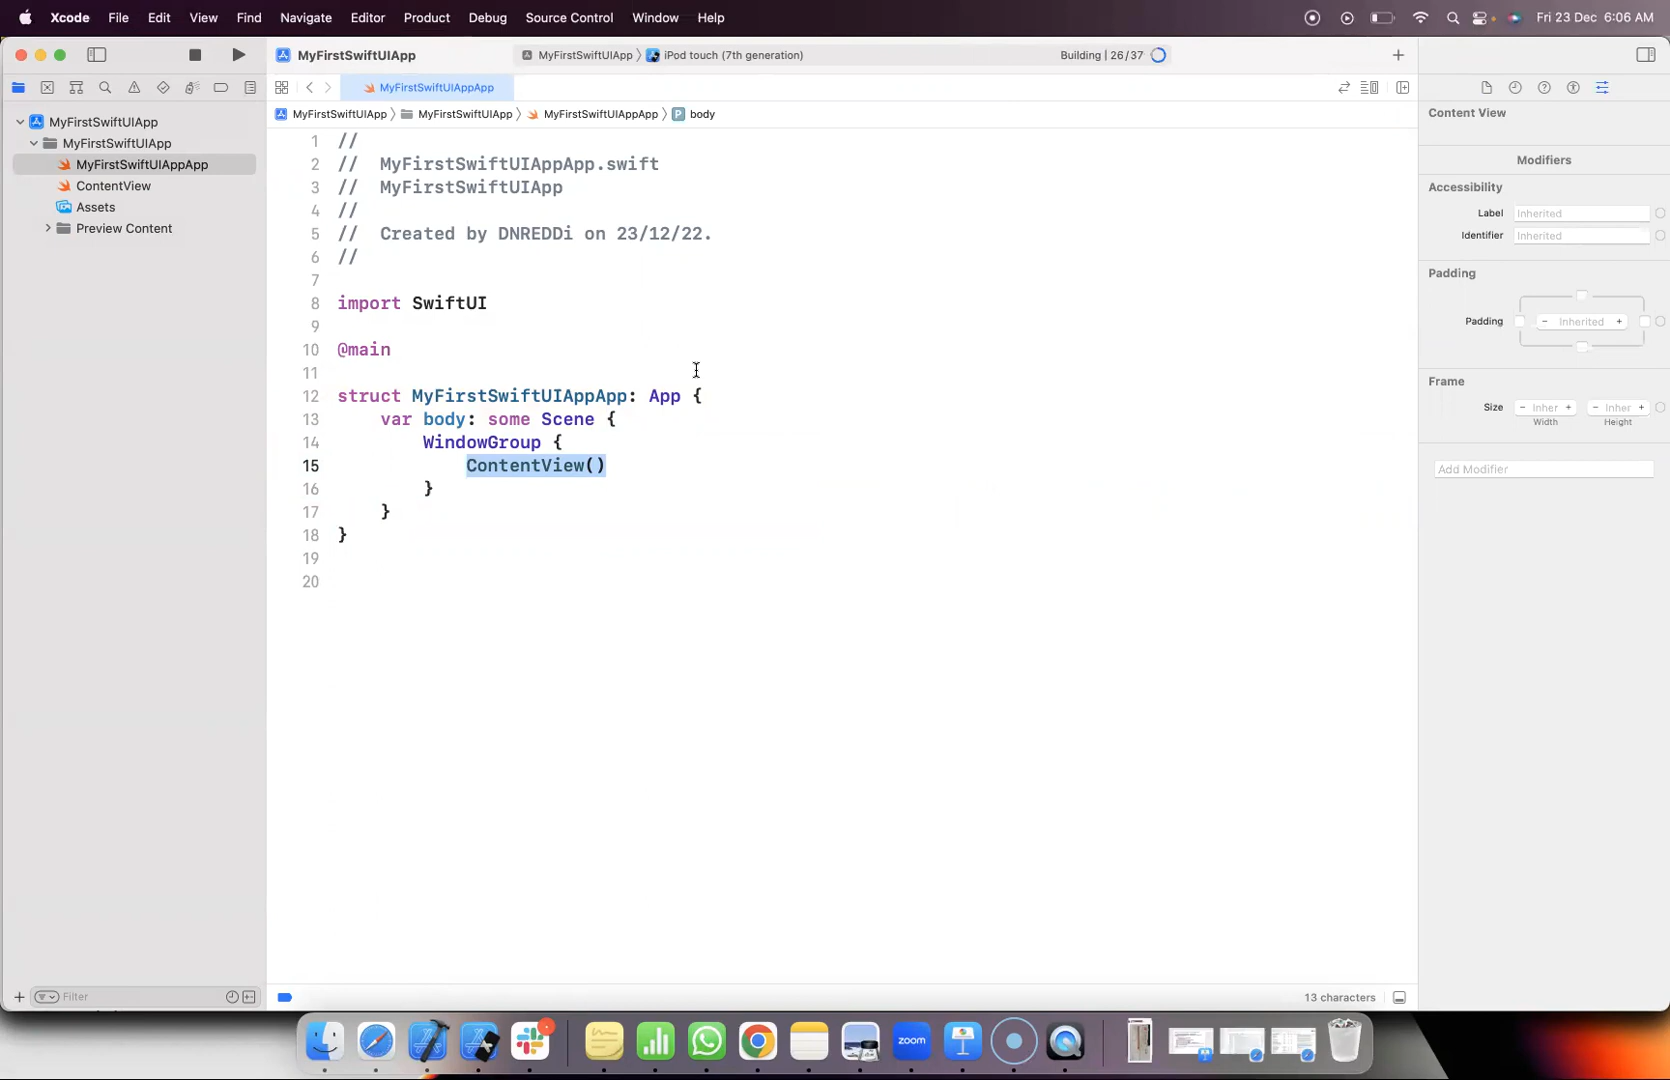 Xcode File Edit View Find Navigate Editor Product Debug Source Control Window Help Fri 23 Dec 6:06 AM
MyFirstSwiftUIApp MyFirstSwiftUIApp iPod touch (7th generation) Building | 26/37
MyFirstSwiftUIAppApp
MyFirstSwiftUIApp MyFirstSwiftUIApp MyFirstSwiftUIAppApp P body
MyFirstSwiftUIApp
MyFirstSwiftUIApp
MyFirstSwiftUIAppApp
ContentView
Assets
Preview Content
1 //
2 // MyFirstSwiftUIAppApp.swift
3 // MyFirstSwiftUIApp
4 //
5 // Created by DNREDDi on 23/12/22.
6 //
7
8 import SwiftUI
9
10 @main
11
12 struct MyFirstSwiftUIAppApp: App {
13 var body: some Scene {
14 WindowGroup {
15 ContentView()
16 }
17 }
18 }
19
20
Content View
Modifiers
Accessibility
Label Inherited
Identifier Inherited
Padding
Padding − Inherited +
Frame
Size − Inher + − Inher +
Width Height
Add Modifier
Filter
13 characters
zoom